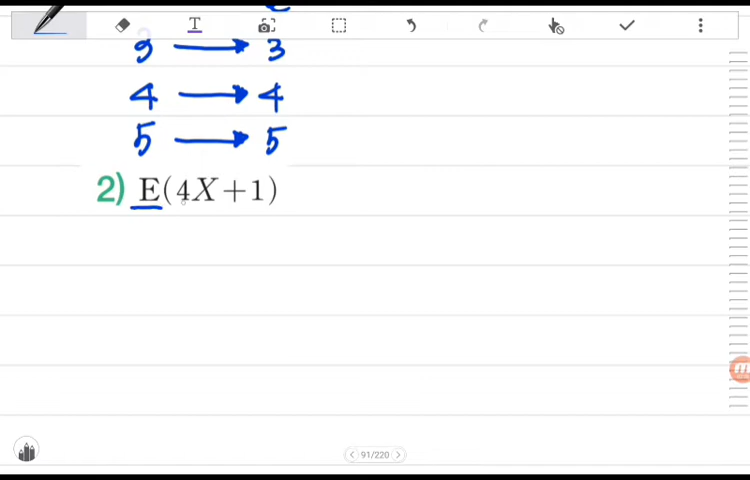 3 → 3
4 → 4
5 → 5
2) E(4X+1)
91/220